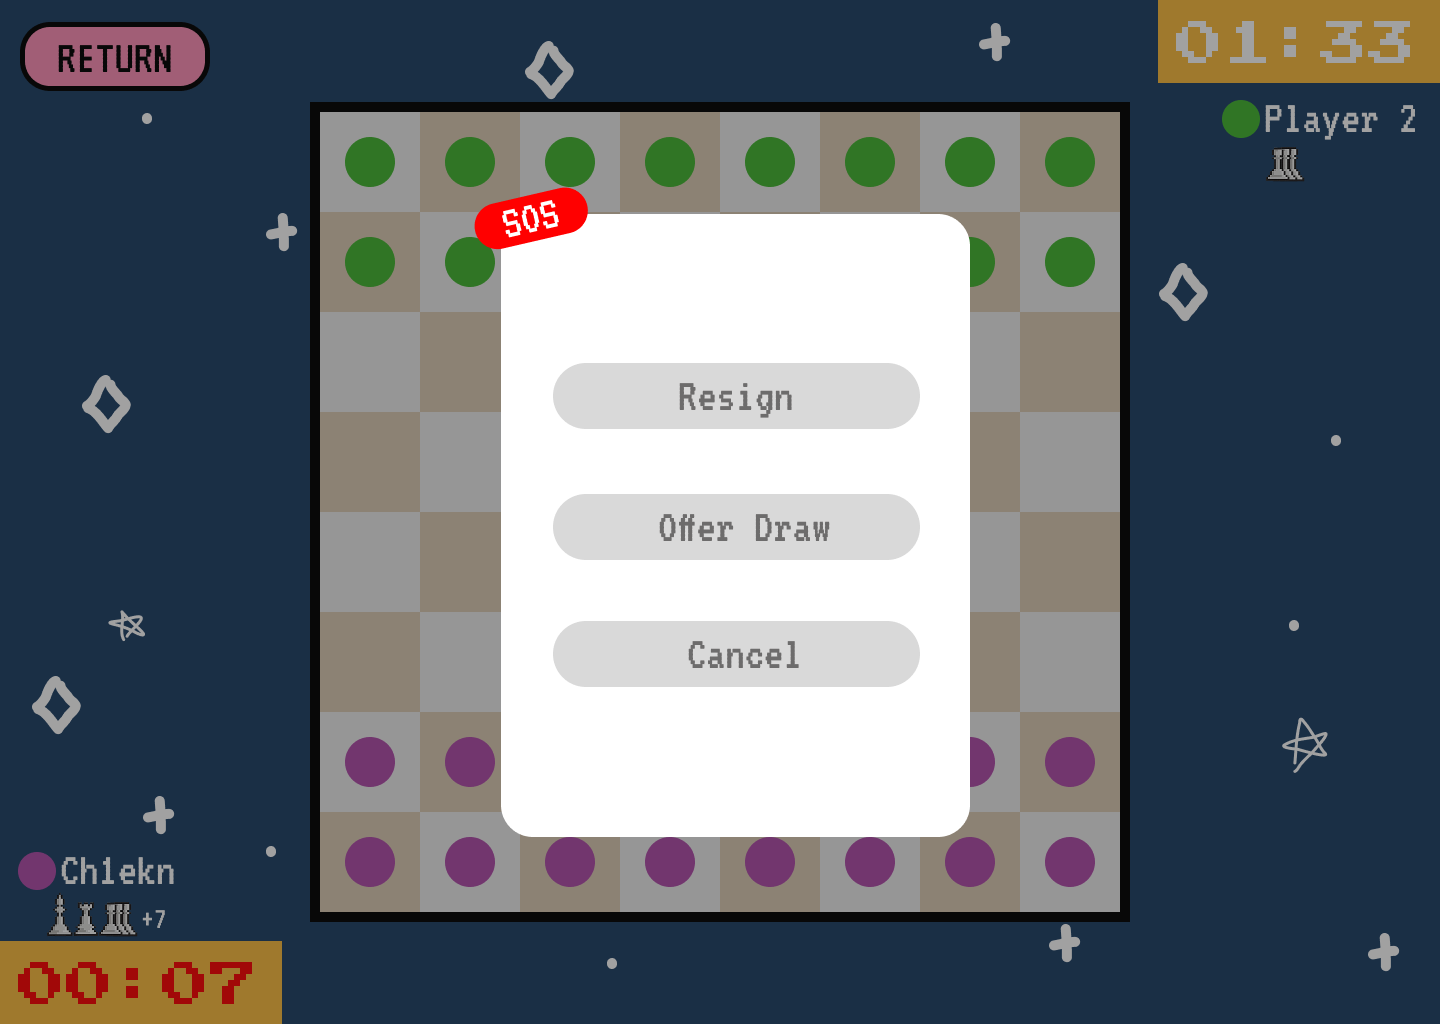 RETURN
01:33
Player 2
SOS
Resign
Offer Draw
Cancel
Ch1ekn
+7
00:07